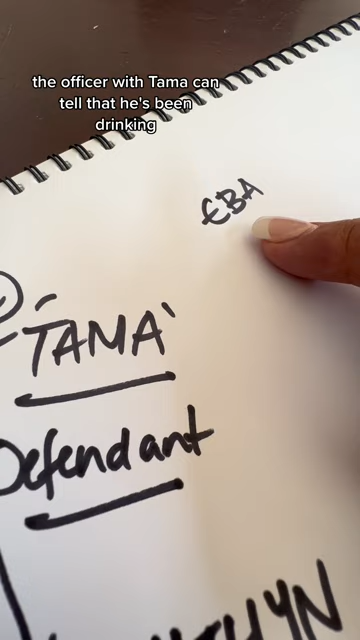 the officer with Tama can
tell that he's been
drinking
EBA
'TAMA'
Defendant